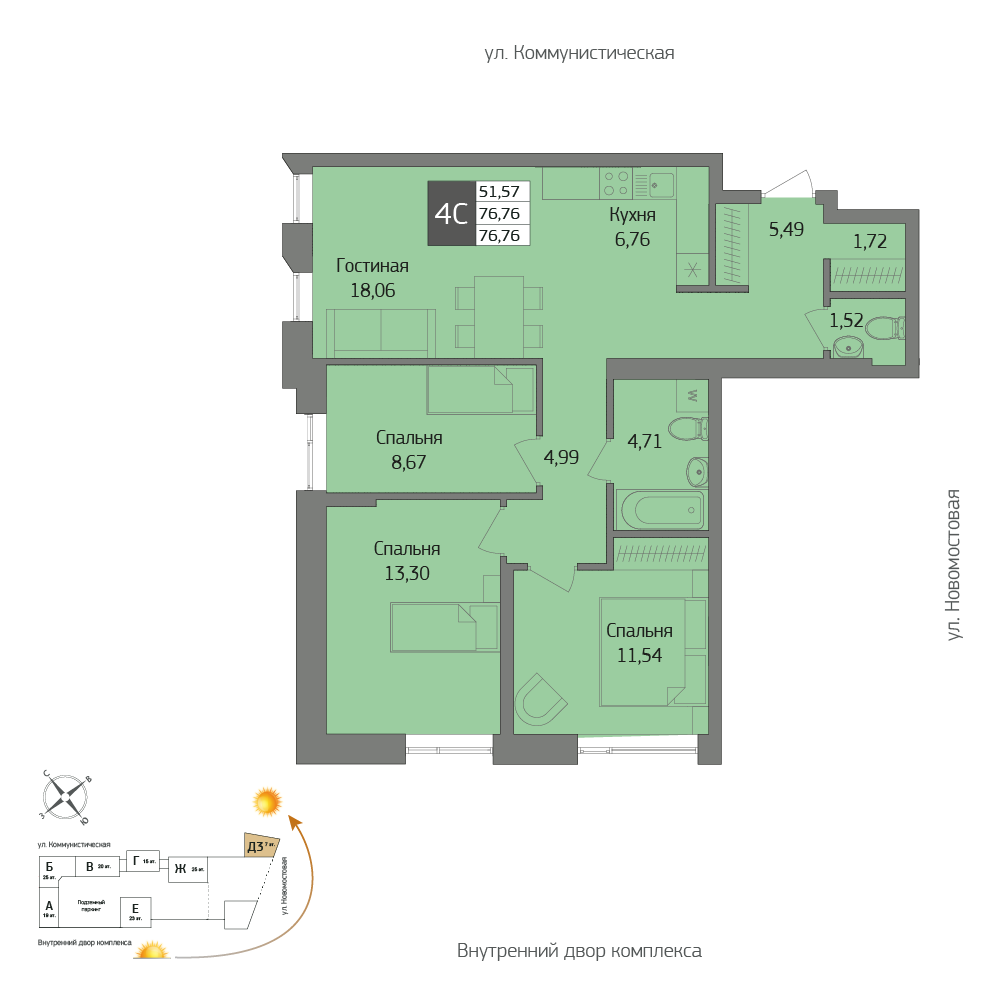 ул. Коммунистическая
4С
51,57
76,76
76,76
Кухня
6,76
5,49
1,72
Гостиная
18,06
1,52
Спальня
8,67
4,99
W
4,71
Спальня
13,30
Спальня
11,54
ул. Новомостовая
С
В
З
Ю
ул. Коммунистическая
Б
25 эт.
В 20 эт.
Г 15 эт.
Ж 25 эт.
Д3 7 эт.
А
19 эт.
Подземный
паркинг
Е
23 эт.
ул. Новомостовая
Внутренний двор комплекса
Внутренний двор комплекса